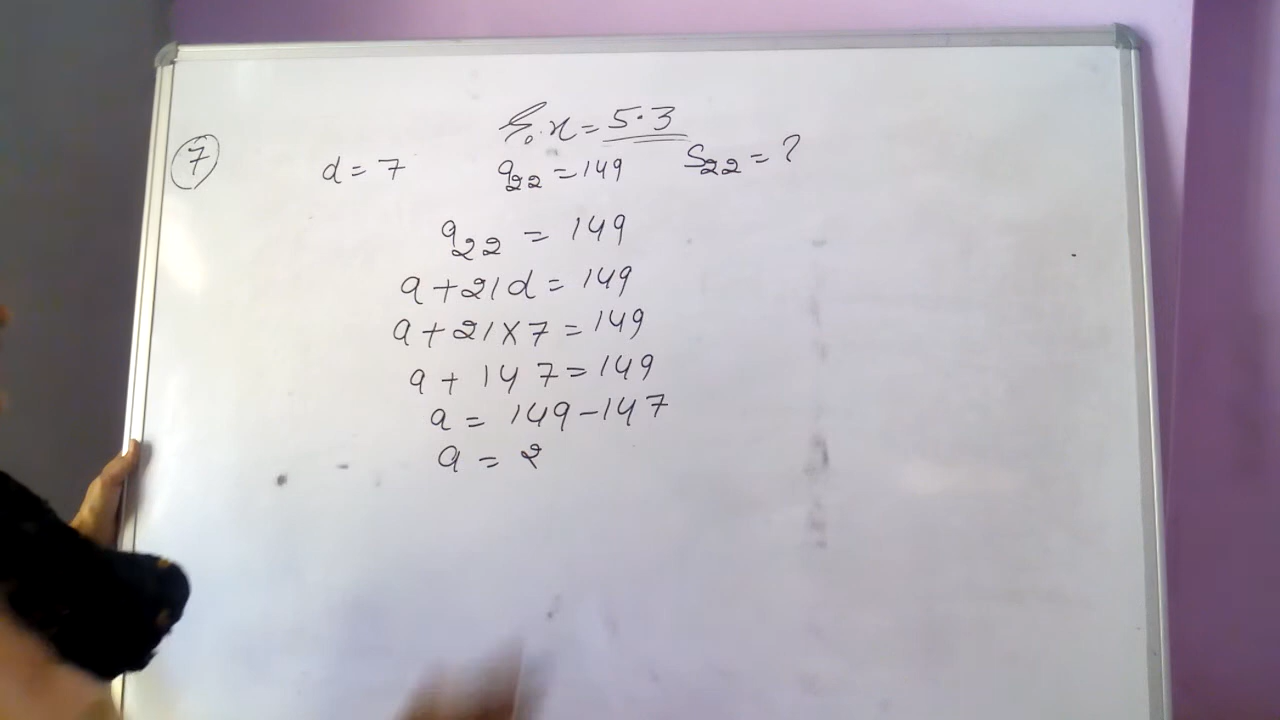 Ex = 5.3
7 d = 7 a22 = 149 S22 = ?
a22 = 149
a + 21d = 149
a + 21 × 7 = 149
a + 147 = 149
a = 149 - 147
a = 2